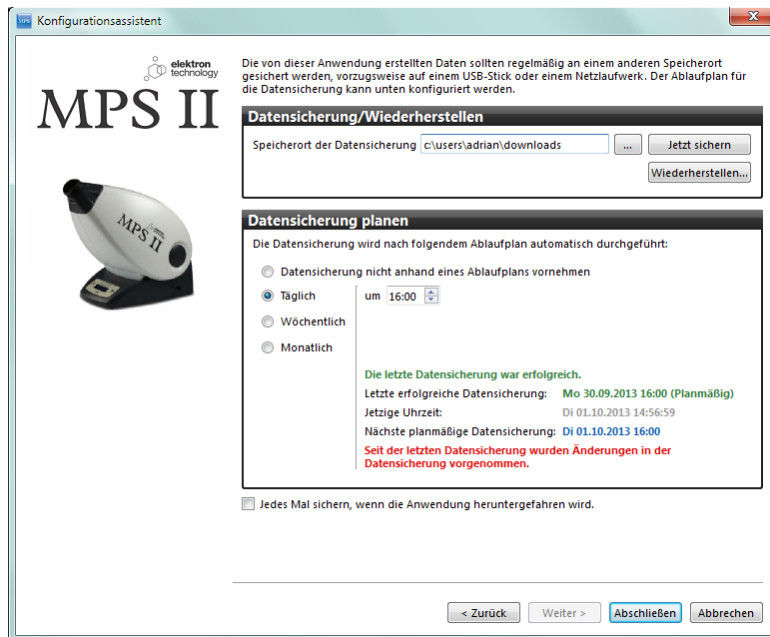 Konfigurationsassistent
elektron
technology
MPS II
MPS II
Die von dieser Anwendung erstellten Daten sollten regelmäßig an einem anderen Speicherort
gesichert werden, vorzugsweise auf einem USB-Stick oder einem Netzlaufwerk. Der Ablaufplan für
die Datensicherung kann unten konfiguriert werden.
Datensicherung/Wiederherstellen
Speicherort der Datensicherung c:\users\adrian\downloads ... Jetzt sichern
Wiederherstellen...
Datensicherung planen
Die Datensicherung wird nach folgendem Ablaufplan automatisch durchgeführt:
Datensicherung nicht anhand eines Ablaufplans vornehmen
Täglich um 16:00
Wöchentlich
Monatlich
Die letzte Datensicherung war erfolgreich.
Letzte erfolgreiche Datensicherung: Mo 30.09.2013 16:00 (Planmäßig)
Jetzige Uhrzeit: Di 01.10.2013 14:56:59
Nächste planmäßige Datensicherung: Di 01.10.2013 16:00
Seit der letzten Datensicherung wurden Änderungen in der
Datensicherung vorgenommen.
Jedes Mal sichern, wenn die Anwendung heruntergefahren wird.
< Zurück Weiter > Abschließen Abbrechen